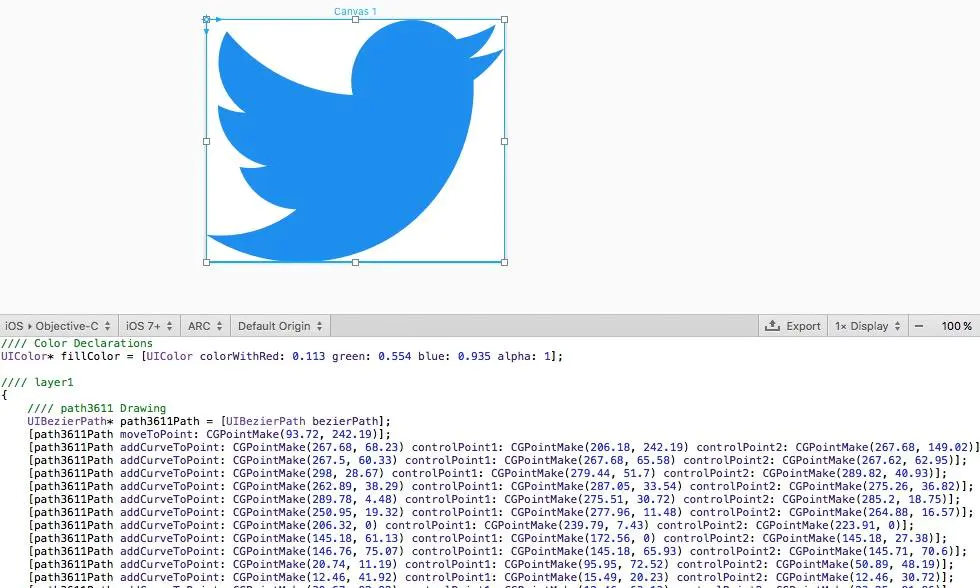 Canvas 1
iOS ▸ Objective-C iOS 7+ ARC Default Origin Export 1× Display − 100 %
//// Color Declarations
UIColor* fillColor = [UIColor colorWithRed: 0.113 green: 0.554 blue: 0.935 alpha: 1];
//// layer1
{
//// path3611 Drawing
UIBezierPath* path3611Path = [UIBezierPath bezierPath];
[path3611Path moveToPoint: CGPointMake(93.72, 242.19)];
[path3611Path addCurveToPoint: CGPointMake(267.68, 68.23) controlPoint1: CGPointMake(206.18, 242.19) controlPoint2: CGPointMake(267.68, 149.02)]
[path3611Path addCurveToPoint: CGPointMake(267.5, 60.33) controlPoint1: CGPointMake(267.68, 65.58) controlPoint2: CGPointMake(267.62, 62.95)];
[path3611Path addCurveToPoint: CGPointMake(298, 28.67) controlPoint1: CGPointMake(279.44, 51.7) controlPoint2: CGPointMake(289.82, 40.93)];
[path3611Path addCurveToPoint: CGPointMake(262.89, 38.29) controlPoint1: CGPointMake(287.05, 33.54) controlPoint2: CGPointMake(275.26, 36.82)];
[path3611Path addCurveToPoint: CGPointMake(289.78, 4.48) controlPoint1: CGPointMake(275.51, 30.72) controlPoint2: CGPointMake(285.2, 18.75)];
[path3611Path addCurveToPoint: CGPointMake(250.95, 19.32) controlPoint1: CGPointMake(277.96, 11.48) controlPoint2: CGPointMake(264.88, 16.57)];
[path3611Path addCurveToPoint: CGPointMake(206.32, 0) controlPoint1: CGPointMake(239.79, 7.43) controlPoint2: CGPointMake(223.91, 0)];
[path3611Path addCurveToPoint: CGPointMake(145.18, 61.13) controlPoint1: CGPointMake(172.56, 0) controlPoint2: CGPointMake(145.18, 27.38)];
[path3611Path addCurveToPoint: CGPointMake(146.76, 75.07) controlPoint1: CGPointMake(145.18, 65.93) controlPoint2: CGPointMake(145.71, 70.6)];
[path3611Path addCurveToPoint: CGPointMake(20.74, 11.19) controlPoint1: CGPointMake(95.95, 72.52) controlPoint2: CGPointMake(50.89, 48.19)];
[path3611Path addCurveToPoint: CGPointMake(12.46, 41.92) controlPoint1: CGPointMake(15.49, 20.23) controlPoint2: CGPointMake(12.46, 30.72)];